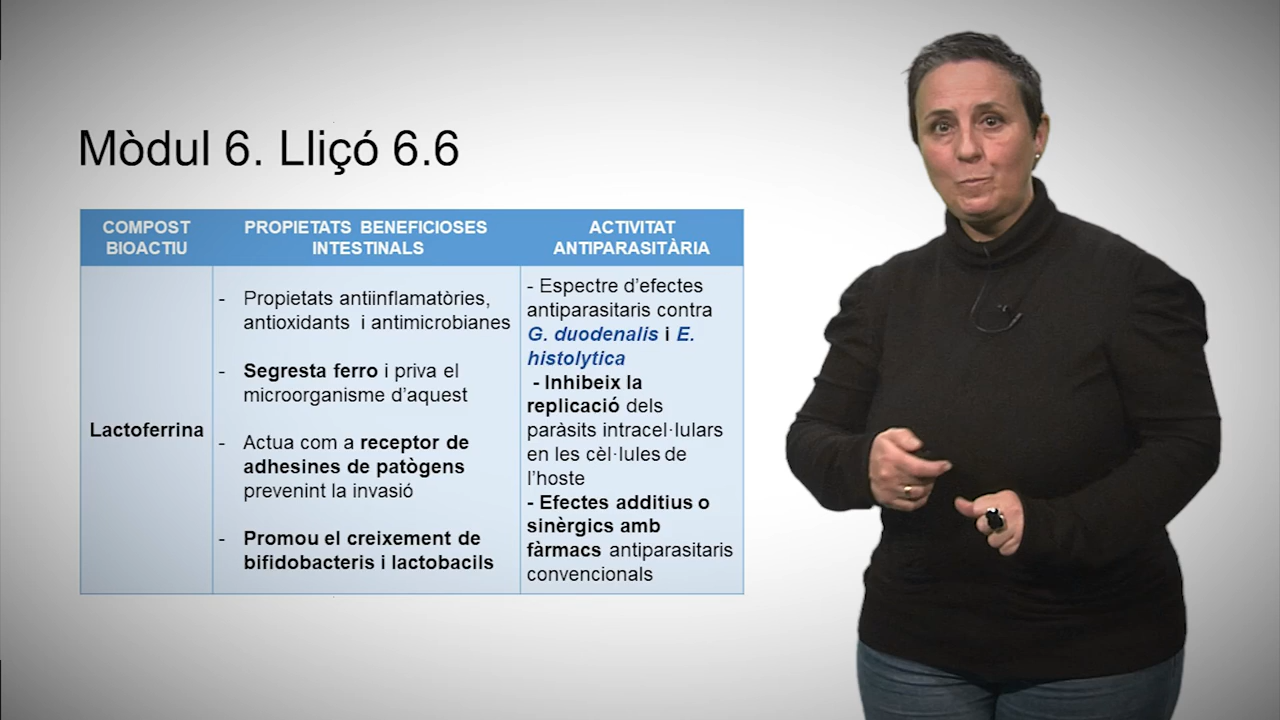 Mòdul 6. Lliçó 6.6
COMPOST
BIOACTIU
PROPIETATS BENEFICIOSES
INTESTINALS
ACTIVITAT
ANTIPARASITÀRIA
Lactoferrina
- Propietats antiinflamatòries,
antioxidants i antimicrobianes
- Segresta ferro i priva el
microorganisme d'aquest
- Actua com a receptor de
adhesines de patògens
prevenint la invasió
- Promou el creixement de
bifidobacteris i lactobacils
- Espectre d'efectes
antiparasitaris contra
G. duodenalis i E.
histolytica
- Inhibeix la
replicació dels
paràsits intracel·lulars
en les cèl·lules de
l'hoste
- Efectes additius o
sinèrgics amb
fàrmacs antiparasitaris
convencionals